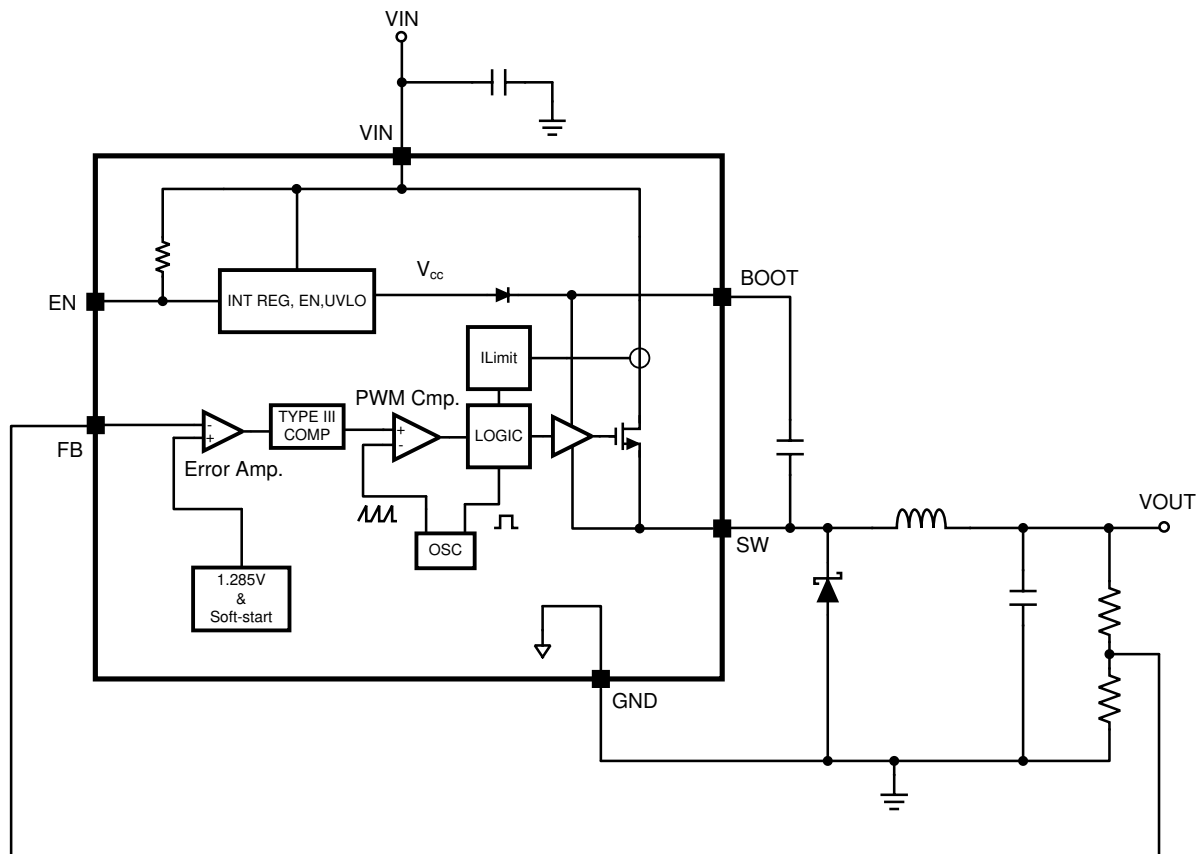 VIN
VIN
V_cc
BOOT
EN
INT REG, EN,UVLO
ILimit
PWM Cmp.
TYPE III
COMP
FB
- 
+
+
-
LOGIC
Error Amp.
VOUT
SW
OSC
1.285V
&
Soft-start
GND